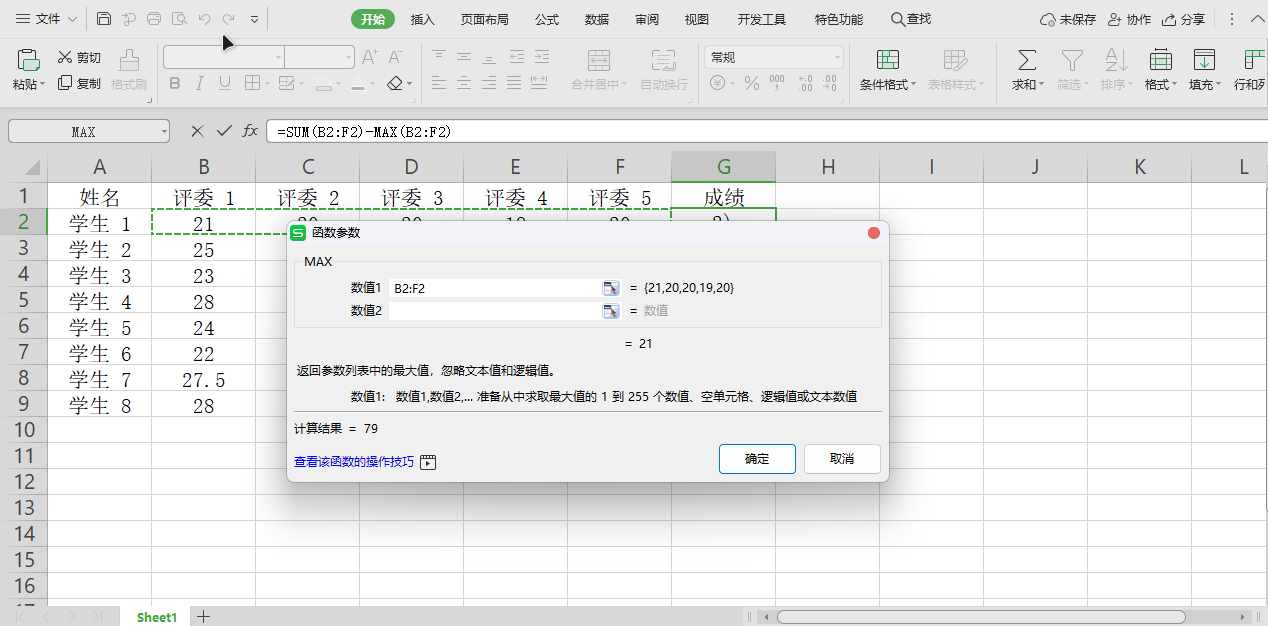 文件 开始 插入 页面布局 公式 数据 审阅 视图 开发工具 特色功能 查找 未保存 协作 分享
剪切 常规
粘贴 复制 格式刷 B I U 合并居中 自动换行 条件格式 表格样式 求和 筛选 排序 格式 填充 行和列
MAX fx =SUM(B2:F2)-MAX(B2:F2)
A B C D E F G H I J K L
1 姓名 评委 1 评委 2 评委 3 评委 4 评委 5 成绩
2 学生 1 21
3 学生 2 25
4 学生 3 23
5 学生 4 28
6 学生 5 24
7 学生 6 22
8 学生 7 27.5
9 学生 8 28
10
11
12
13
14
15
16
函数参数
MAX
数值1 B2:F2 = {21,20,20,19,20}
数值2 = 数值
= 21
返回参数列表中的最大值，忽略文本值和逻辑值。
数值1: 数值1,数值2,... 准备从中求取最大值的 1 到 255 个数值、空单元格、逻辑值或文本数值
计算结果 = 79
查看该函数的操作技巧 确定 取消
Sheet1